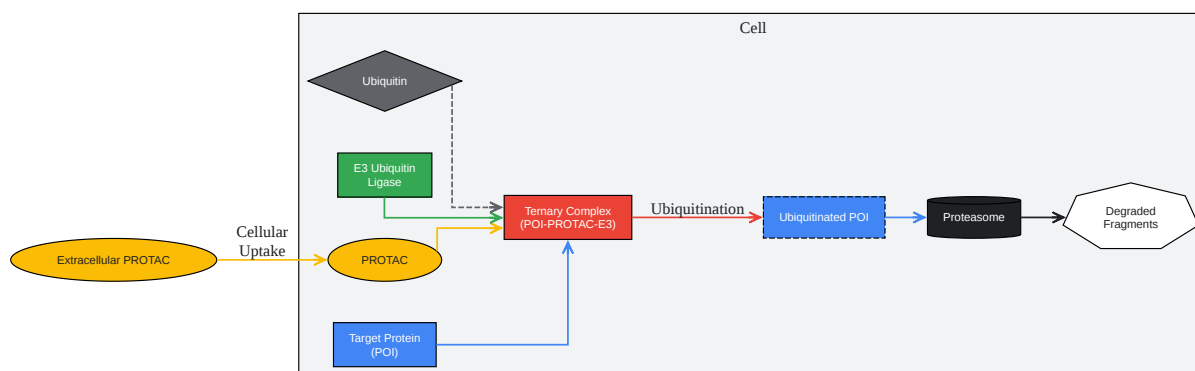 Cell
Ubiquitin
E3 Ubiquitin
Ligase
Ternary Complex
(POI-PROTAC-E3)
Ubiquitination
Ubiquitinated POI
Proteasome
Degraded
Fragments
Cellular
Uptake
Extracellular PROTAC
PROTAC
Target Protein
(POI)